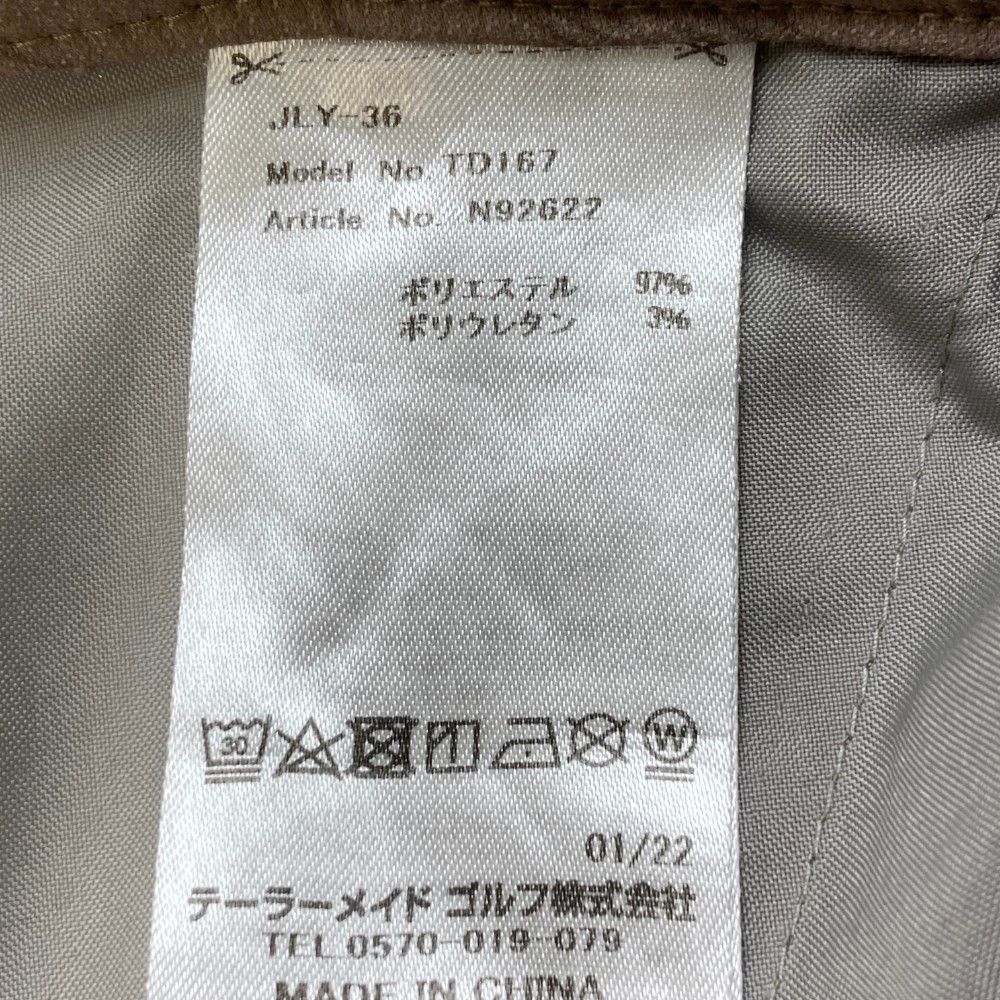 JLY-36
Model No. TD167
Article No. N92622
ポリエステル 97%
ポリウレタン 3%
30 W
01/22
テーラーメイド ゴルフ株式会社
TEL.0570-019-079
MADE IN CHINA